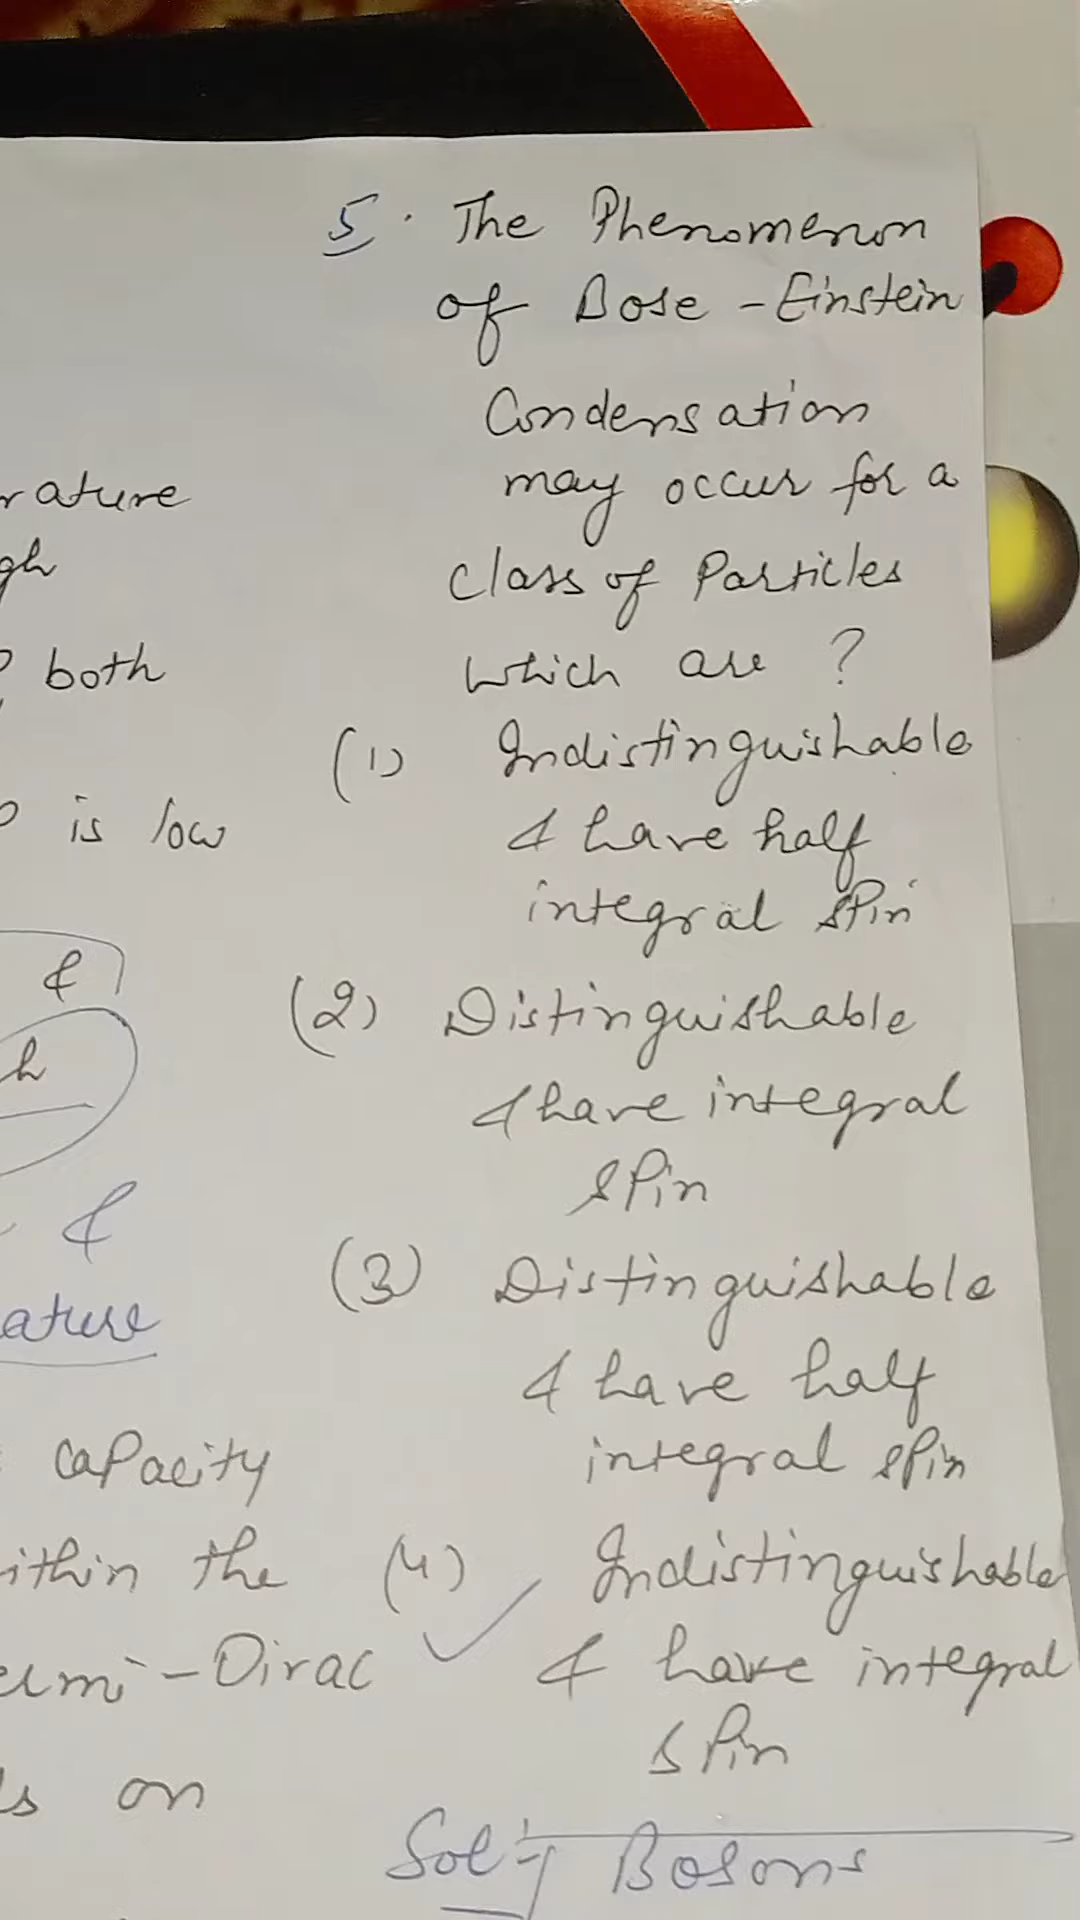 rature
gh
both
is low
&
h
&
ature
capacity
ithin the
-Dirac
on
5. The Phenomenon
of Bose-Einstein
Condensation
may occur for a
class of Particles
which are ?
(1) Indistinguishable
& have half
integral spin
(2) Distinguishable
& have integral
spin
(3) Distinguishable
& have half
integral spin
(4) Indistinguishable
& have integral
spin
Bosons